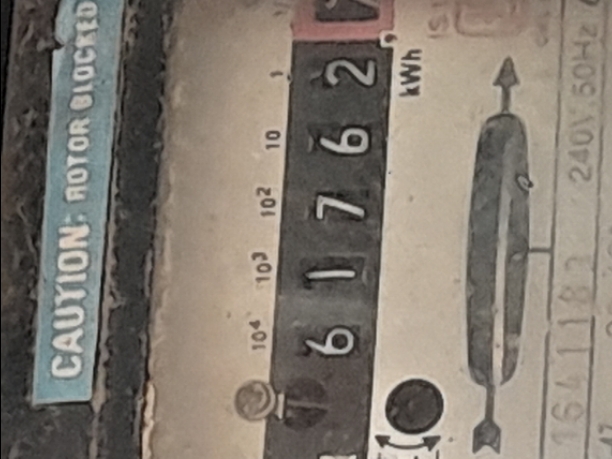 CAUTION: ROTOR BLOCKED
10⁴ 10³ 10² 10 1
6 1 7 6 2
kWh
240V 50Hz